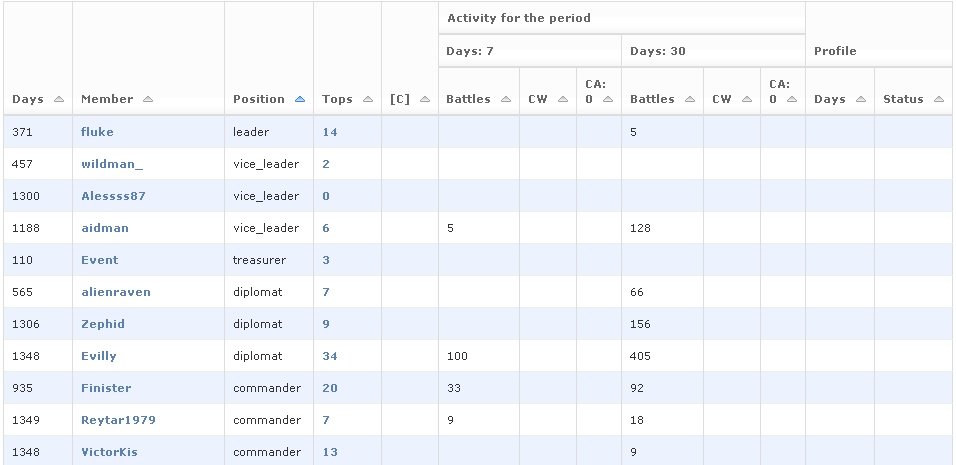 Activity for the period
Days: 7 Days: 30 Profile
Days Member Position Tops [C] Battles CW CA: 0 Battles CW CA: 0 Days Status
371 fluke leader 14 5
457 wildman_ vice_leader 2
1300 Alessss87 vice_leader 0
1188 aidman vice_leader 6 5 128
110 Event treasurer 3
565 alienraven diplomat 7 66
1306 Zephid diplomat 9 156
1348 Evilly diplomat 34 100 405
935 Finister commander 20 33 92
1349 Reytar1979 commander 7 9 18
1348 VictorKis commander 13 9